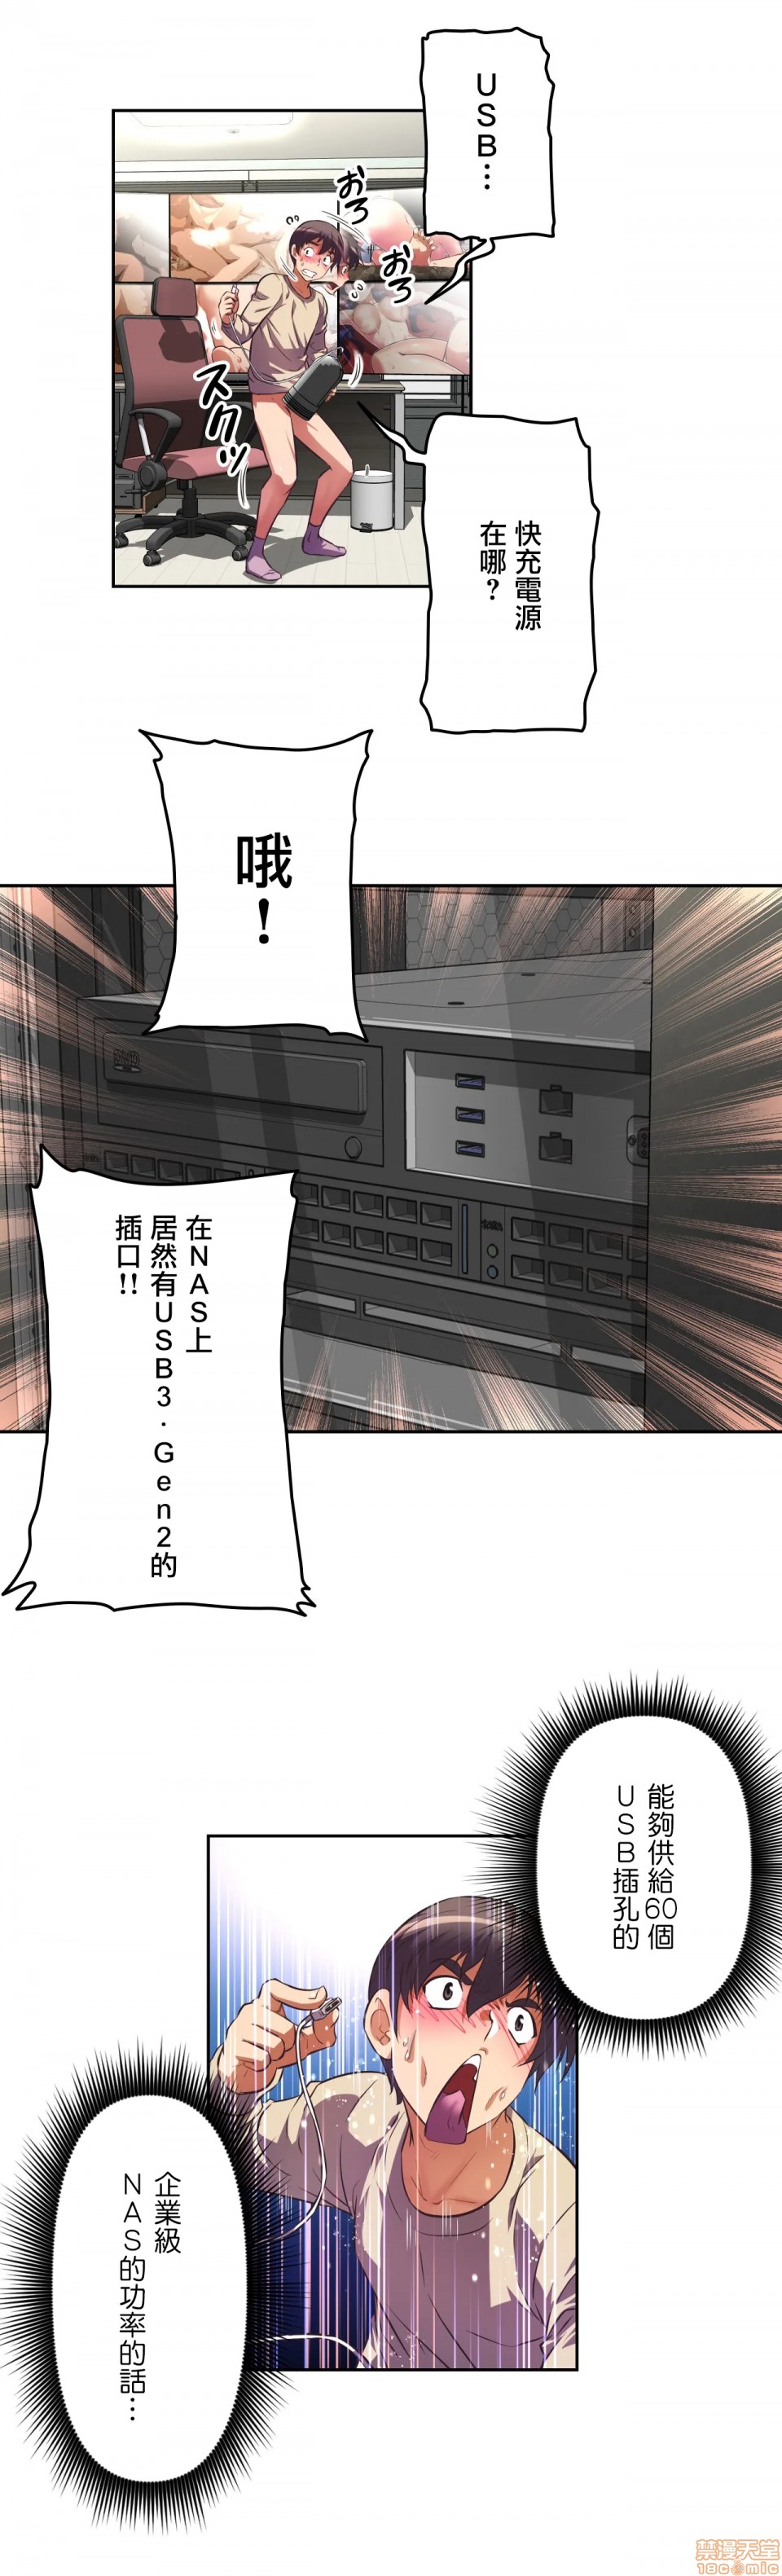 USB…
おろ
おろ
スクッ
快充電源
在哪？
哦！
在NAS上
居然有USB3．Gen2的
插口！！
能夠供給60個
USB插孔的
企業級
NAS的功率的話…
禁漫天堂
18comic